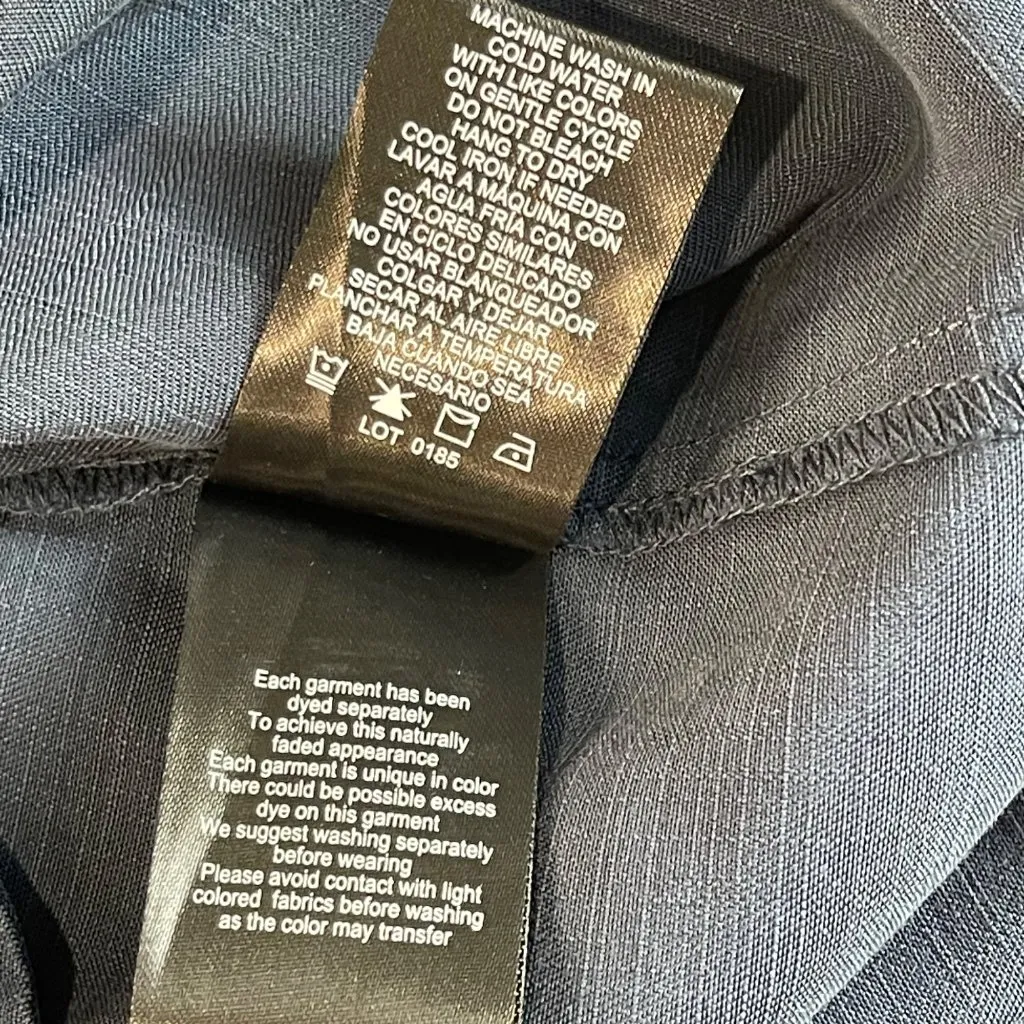 MACHINE WASH IN
COLD WATER
WITH LIKE COLORS
ON GENTLE CYCLE
DO NOT BLEACH
HANG TO DRY
COOL IRON IF NEEDED
LAVAR A MAQUINA CON
AGUA FRÍA CON
COLORES SIMILARES
EN CICLO DELICADO
NO USAR BLANQUEADOR
COLGAR Y DEJAR
SECAR AL AIRE LIBRE
PLANCHAR A TEMPERATURA
BAJA CUANDO SEA
NECESARIO
LOT 0185
Each garment has been
dyed separately
To achieve this naturally
faded appearance
Each garment is unique in color
There could be possible excess
dye on this garment
We suggest washing separately
before wearing
Please avoid contact with light
colored fabrics before washing
as the color may transfer